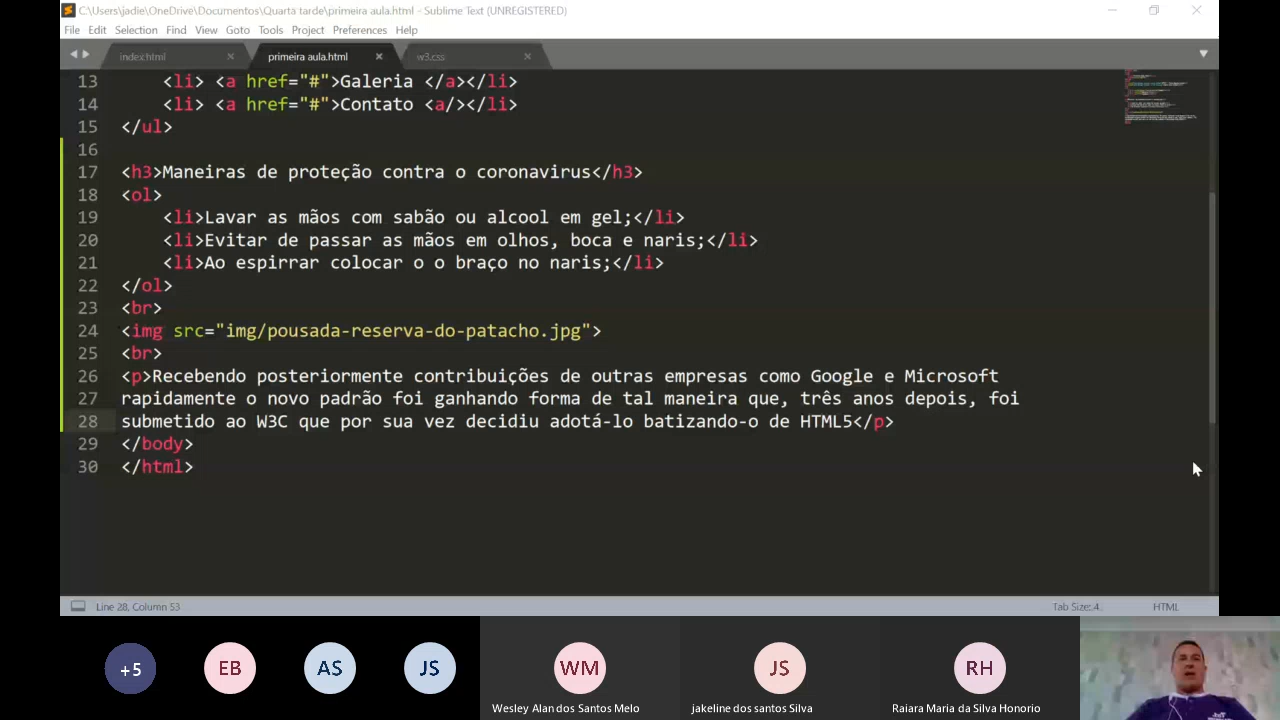 C:\Users\jadie\OneDrive\Documentos\Quarta tarde\primeira aula.html - Sublime Text (UNREGISTERED)
File Edit Selection Find View Goto Tools Project Preferences Help
index.html primeira aula.html w3.css
13 <li> <a href="#">Galeria </a></li>
14 <li> <a href="#">Contato <a/></li>
15 </ul>
16
17 <h3>Maneiras de proteção contra o coronavirus</h3>
18 <ol>
19 <li>Lavar as mãos com sabão ou alcool em gel;</li>
20 <li>Evitar de passar as mãos em olhos, boca e naris;</li>
21 <li>Ao espirrar colocar o o braço no naris;</li>
22 </ol>
23 <br>
24 <img src="img/pousada-reserva-do-patacho.jpg">
25 <br>
26 <p>Recebendo posteriormente contribuições de outras empresas como Google e Microsoft
27 rapidamente o novo padrão foi ganhando forma de tal maneira que, três anos depois, foi
28 submetido ao W3C que por sua vez decidiu adotá-lo batizando-o de HTML5</p>
29 </body>
30 </html>
Line 28, Column 53 Tab Size: 4 HTML
+5 EB AS JS WM JS RH
Wesley Alan dos Santos Melo jakeline dos santos Silva Raiara Maria da Silva Honorio